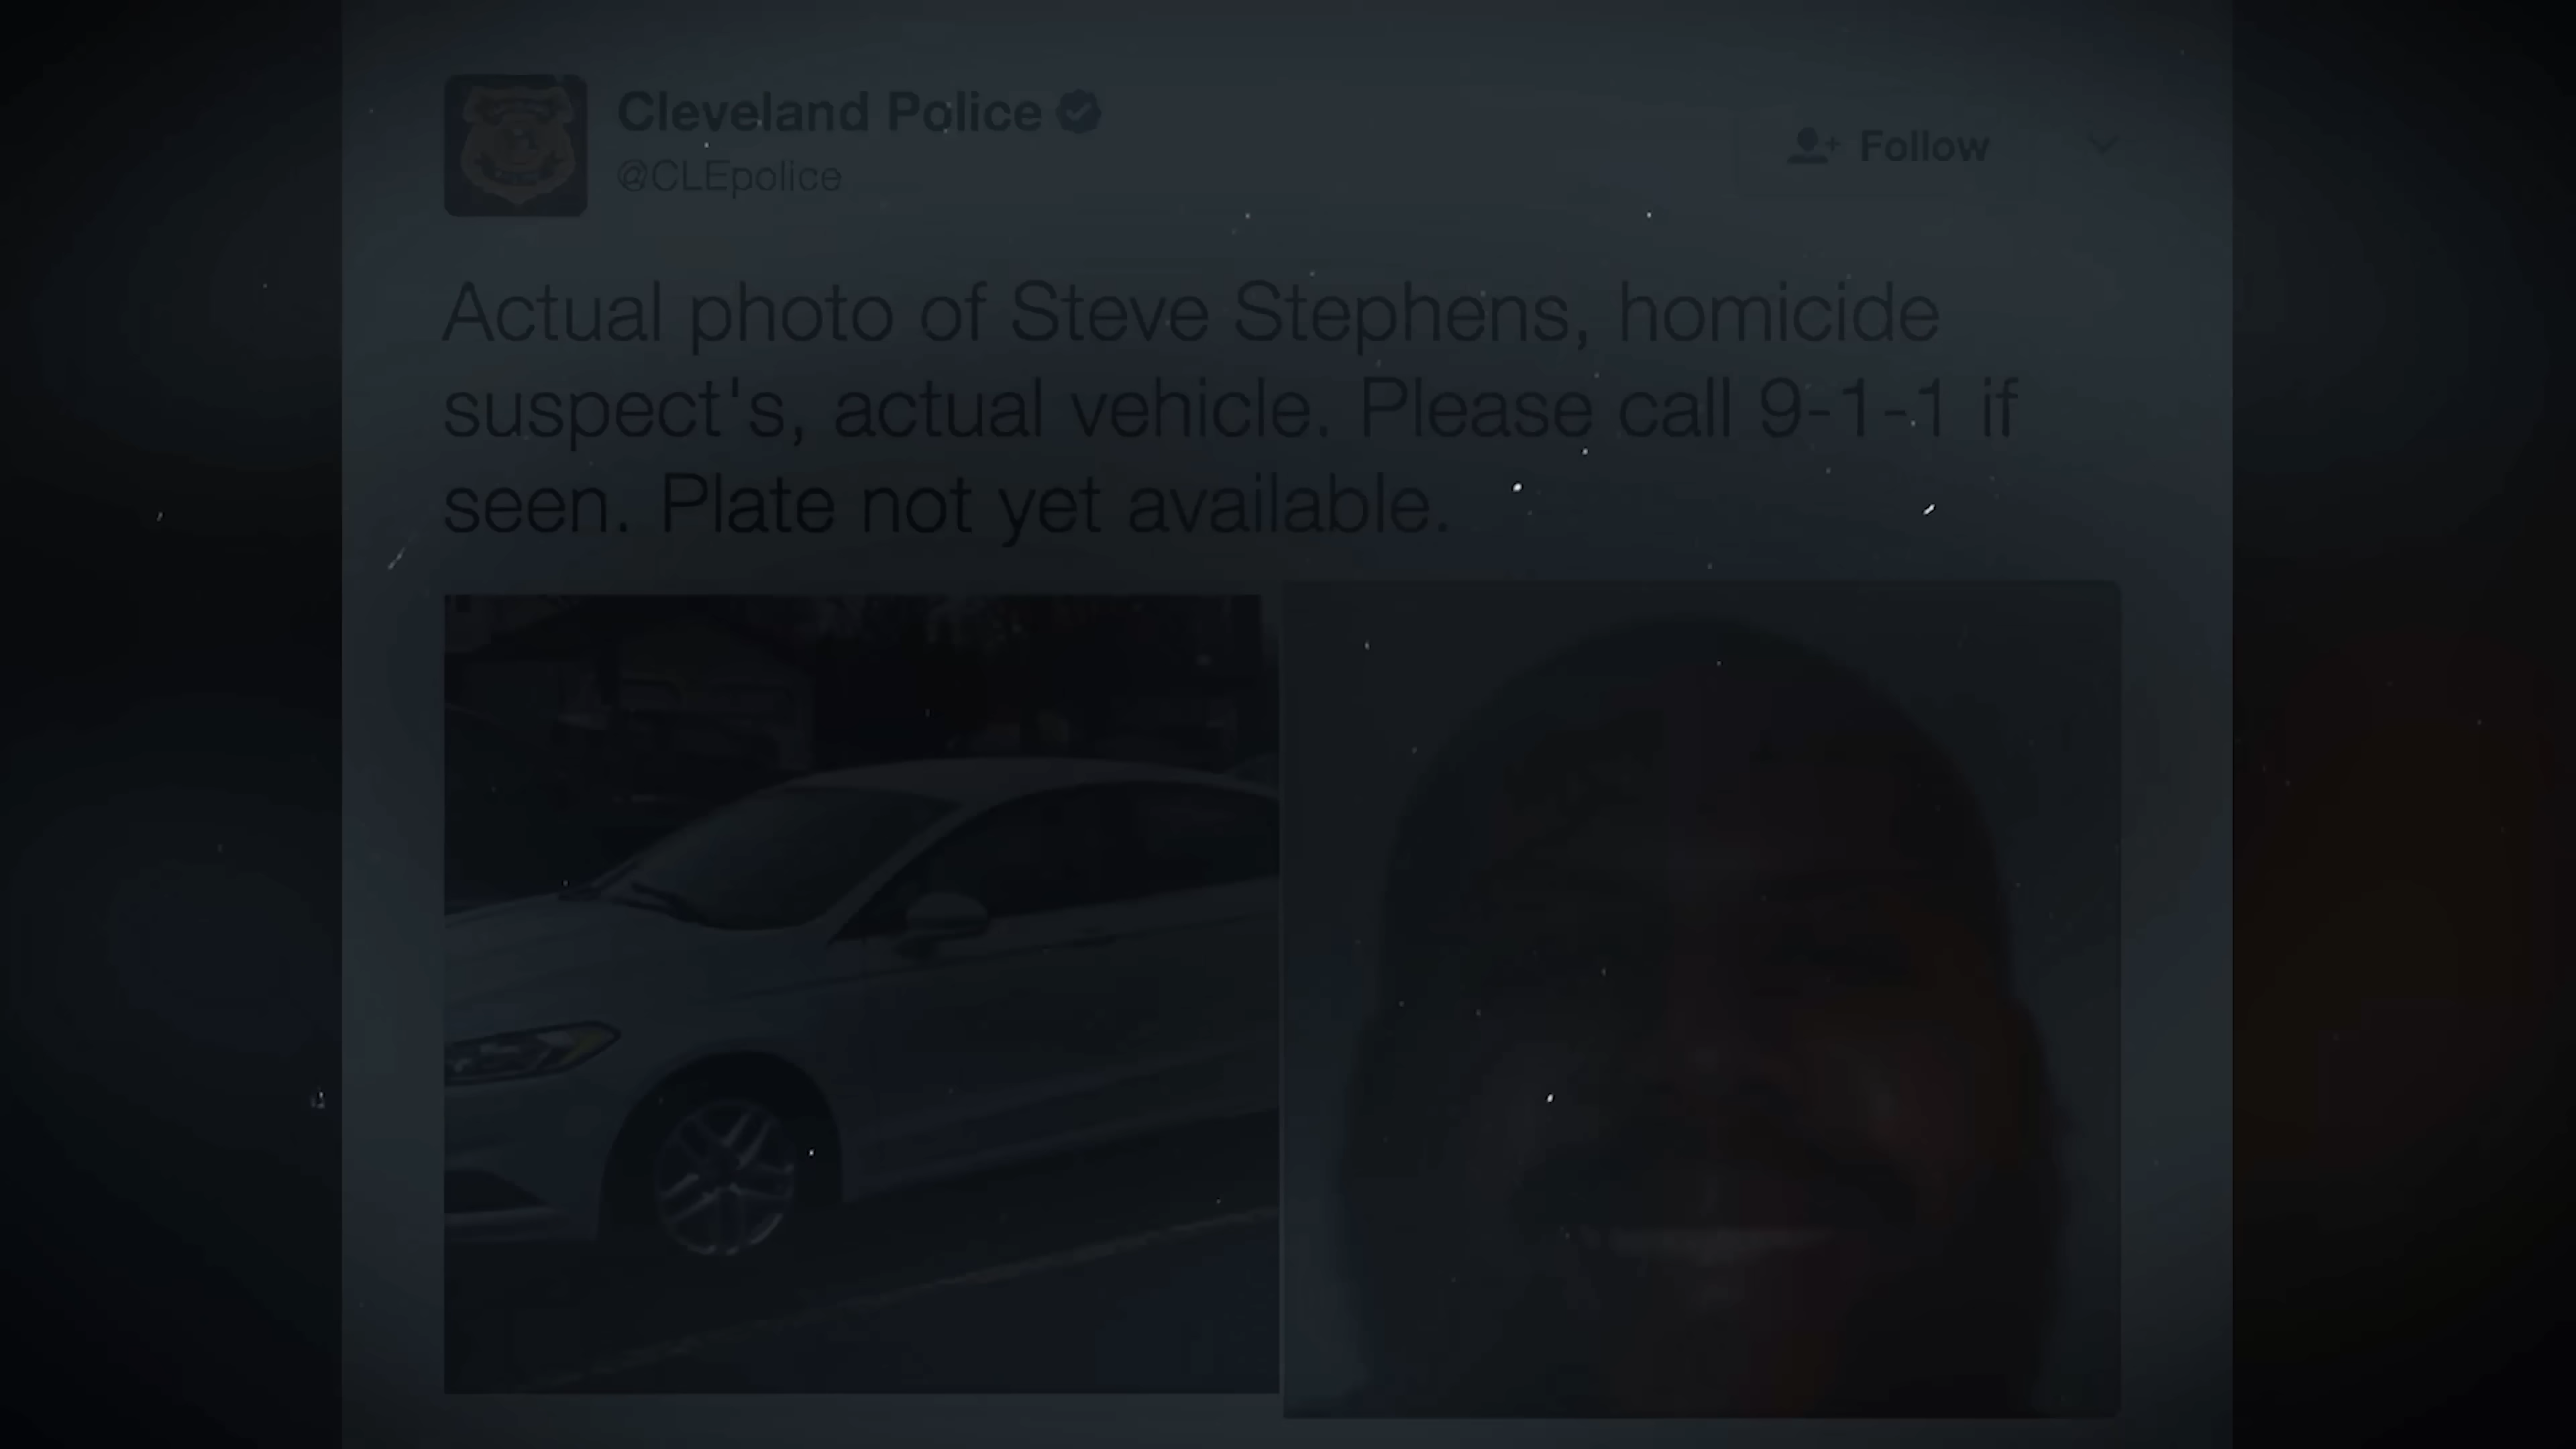 Cleveland Police
@CLEpolice
Follow
Actual photo of Steve Stephens, homicide
suspect's, actual vehicle. Please call 9-1-1 if
seen. Plate not yet available.